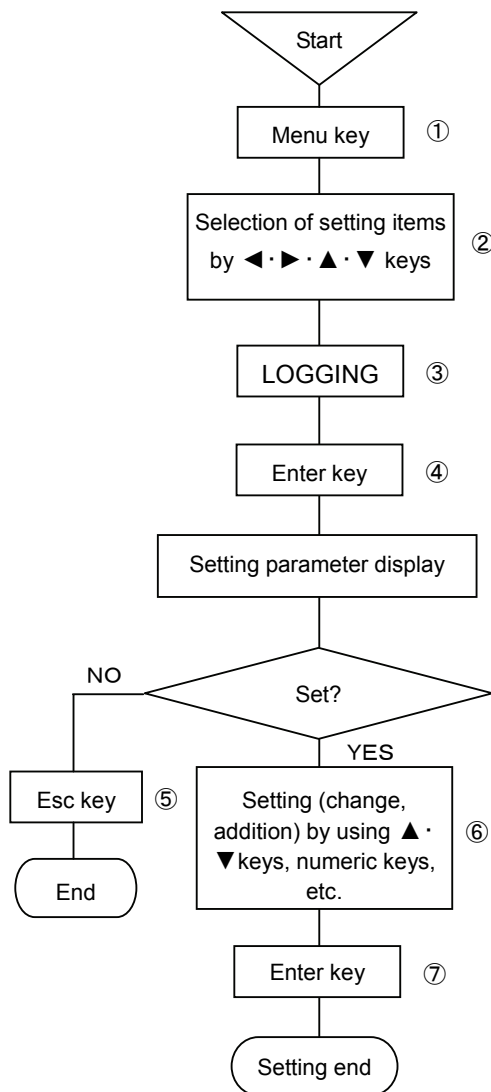 Start
Menu key ①
Selection of setting items
by ◀・▶・▲・▼ keys ②
LOGGING ③
Enter key ④
Setting parameter display
Set?
NO
YES
Esc key ⑤
End
Setting (change,
addition) by using ▲・
▼keys, numeric keys,
etc. ⑥
Enter key ⑦
Setting end